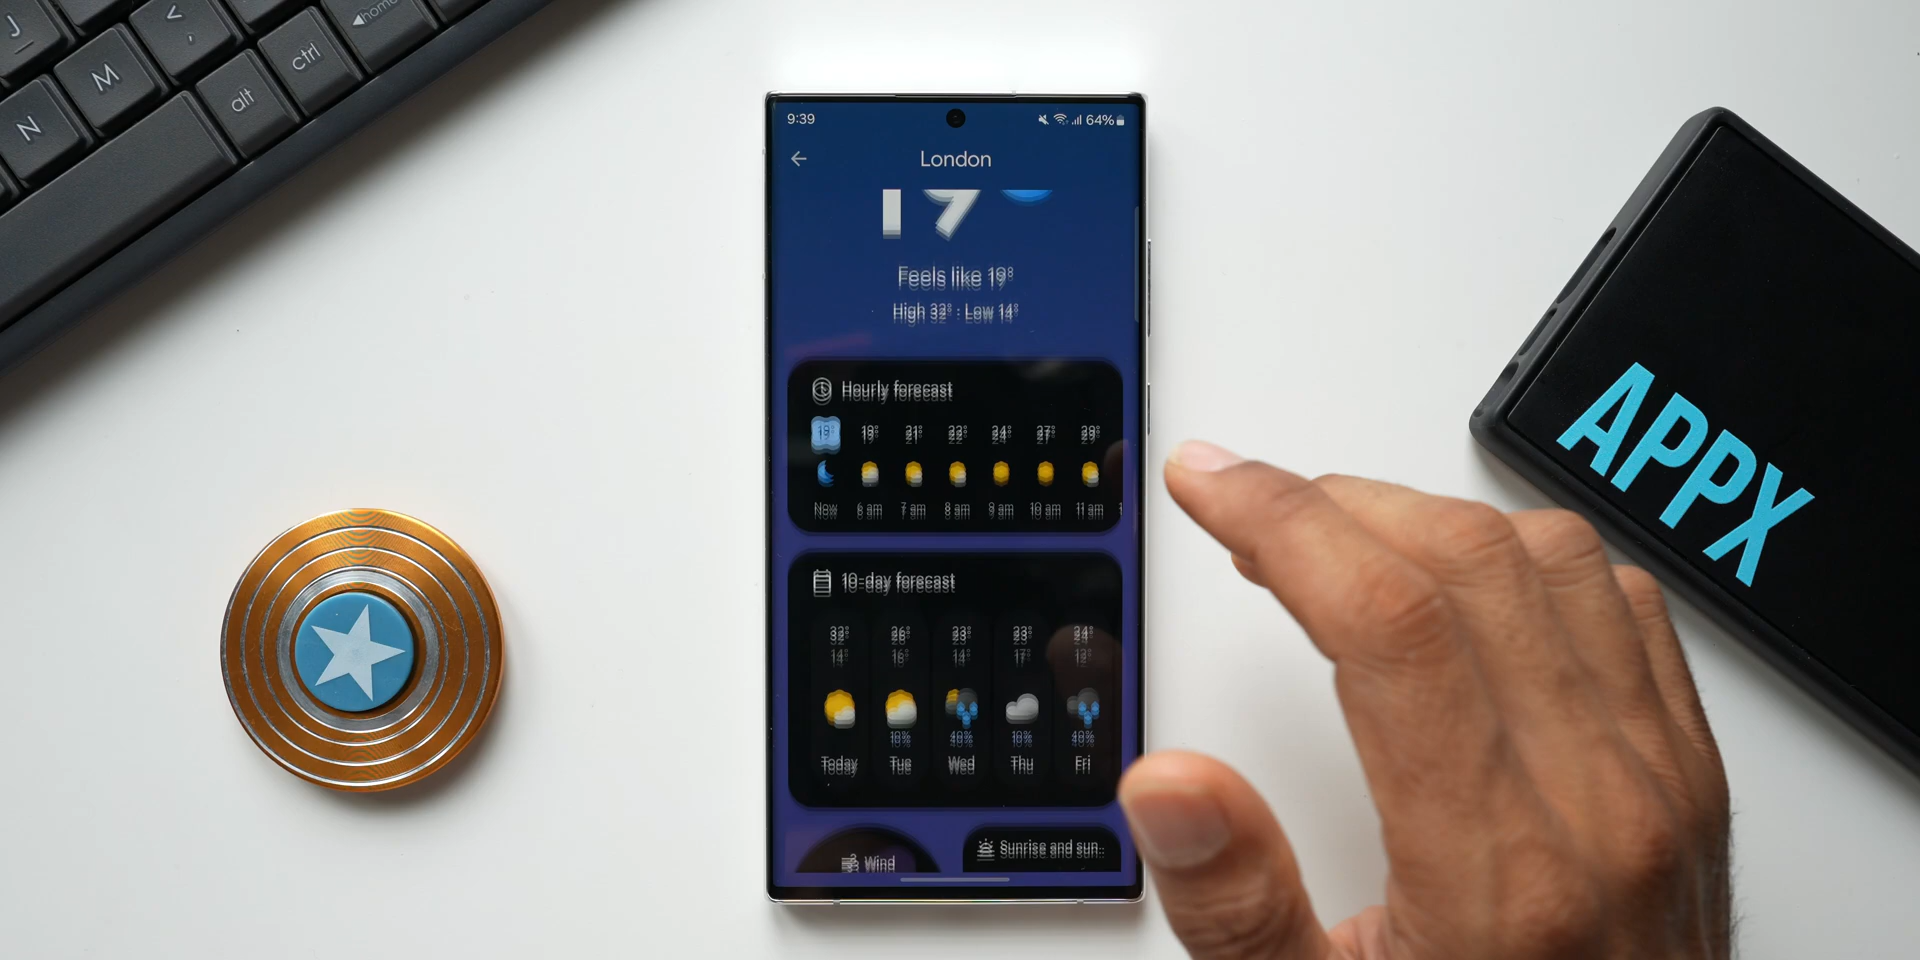 J
<
,
◀home
N
M
alt
ctrl
9:39
64%
London
Feels like 19°
High 32° · Low 14°
Hourly forecast
19° 19° 21° 22° 24° 27° 29°
Now 6 am 7 am 8 am 9 am 10 am 11 am
10-day forecast
32° 26° 23° 23° 24°
14° 16° 14° 17° 12°
10% 40% 10% 40%
Today Tue Wed Thu Fri
Wind
Sunrise and sun..
APPX